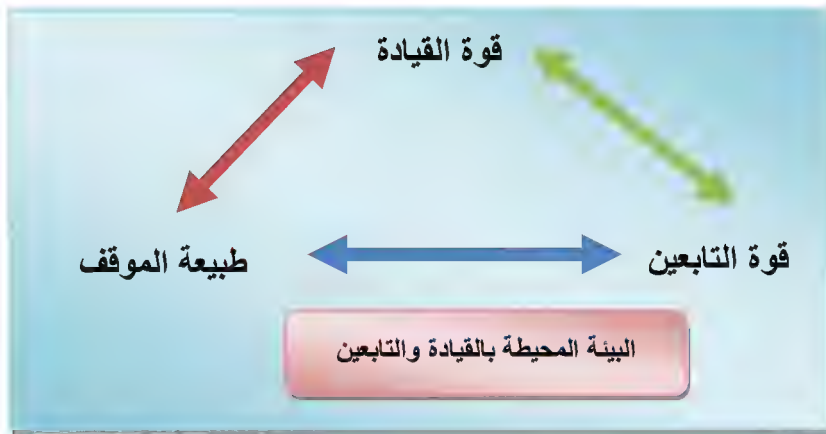 قوة القيادة
قوة التابعين
طبيعة الموقف
البيئة المحيطة بالقيادة والتابعين